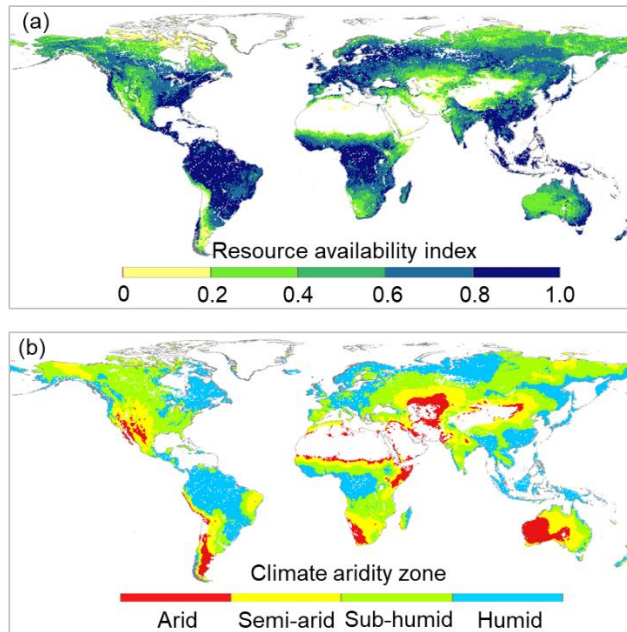 (a)
Resource availability index
0 0.2 0.4 0.6 0.8 1.0
(b)
Climate aridity zone
Arid Semi-arid Sub-humid Humid